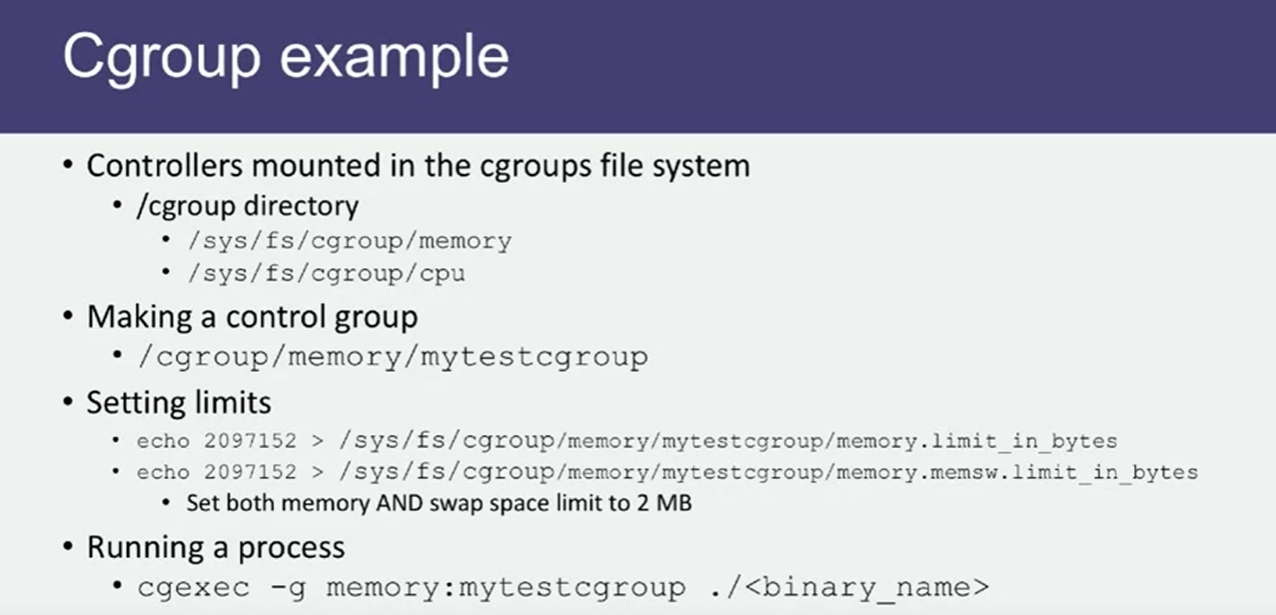 Cgroup example
• Controllers mounted in the cgroups file system
• /cgroup directory
• /sys/fs/cgroup/memory
• /sys/fs/cgroup/cpu
• Making a control group
• /cgroup/memory/mytestcgroup
• Setting limits
• echo 2097152 > /sys/fs/cgroup/memory/mytestcgroup/memory.limit_in_bytes
• echo 2097152 > /sys/fs/cgroup/memory/mytestcgroup/memory.memsw.limit_in_bytes
• Set both memory AND swap space limit to 2 MB
• Running a process
• cgexec -g memory:mytestcgroup ./<binary_name>